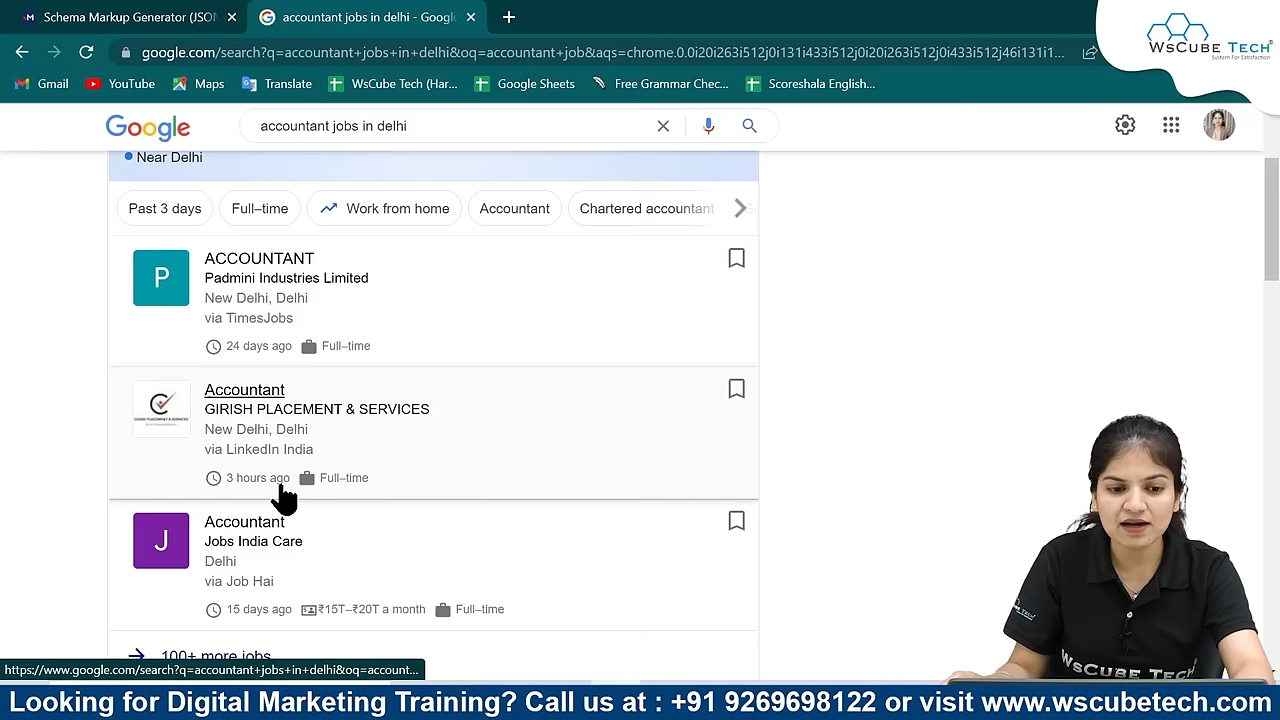 Schema Markup Generator (JSON
accountant jobs in delhi - Google
WsCube Tech
System For Satisfaction
google.com/search?q=accountant+jobs+in+delhi&oq=accountant+job&aqs=chrome.0.0i20i263i512j0i131i433i512j0i20i263i512j0i433i512j46i131i1...
Gmail
YouTube
Maps
Translate
WsCube Tech (Har...
Google Sheets
Free Grammar Chec...
Scoreshala English...
Google
accountant jobs in delhi
Near Delhi
Past 3 days
Full–time
Work from home
Accountant
Chartered accountant
P
ACCOUNTANT
Padmini Industries Limited
New Delhi, Delhi
via TimesJobs
24 days ago Full–time
Accountant
GIRISH PLACEMENT & SERVICES
New Delhi, Delhi
via LinkedIn India
3 hours ago Full–time
J
Accountant
Jobs India Care
Delhi
via Job Hai
15 days ago ₹15T–₹20T a month Full–time
100+ more jobs
https://www.google.com/search?q=accountant+jobs+in+delhi&oq=account...
WsCube Tech
Looking for Digital Marketing Training? Call us at : +91 9269698122 or visit www.wscubetech.com